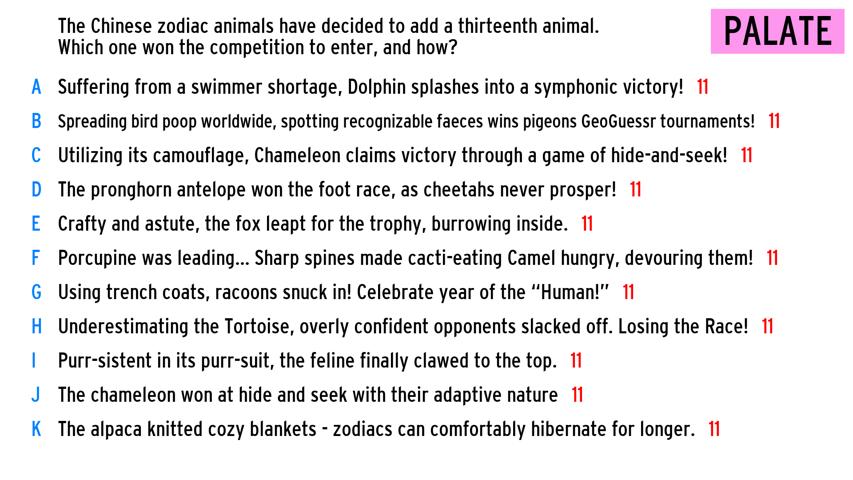 The Chinese zodiac animals have decided to add a thirteenth animal.
Which one won the competition to enter, and how?
PALATE
A Suffering from a swimmer shortage, Dolphin splashes into a symphonic victory! 11
B Spreading bird poop worldwide, spotting recognizable faeces wins pigeons GeoGuessr tournaments! 11
C Utilizing its camouflage, Chameleon claims victory through a game of hide-and-seek! 11
D The pronghorn antelope won the foot race, as cheetahs never prosper! 11
E Crafty and astute, the fox leapt for the trophy, burrowing inside. 11
F Porcupine was leading... Sharp spines made cacti-eating Camel hungry, devouring them! 11
G Using trench coats, racoons snuck in! Celebrate year of the “Human!” 11
H Underestimating the Tortoise, overly confident opponents slacked off. Losing the Race! 11
I Purr-sistent in its purr-suit, the feline finally clawed to the top. 11
J The chameleon won at hide and seek with their adaptive nature 11
K The alpaca knitted cozy blankets - zodiacs can comfortably hibernate for longer. 11